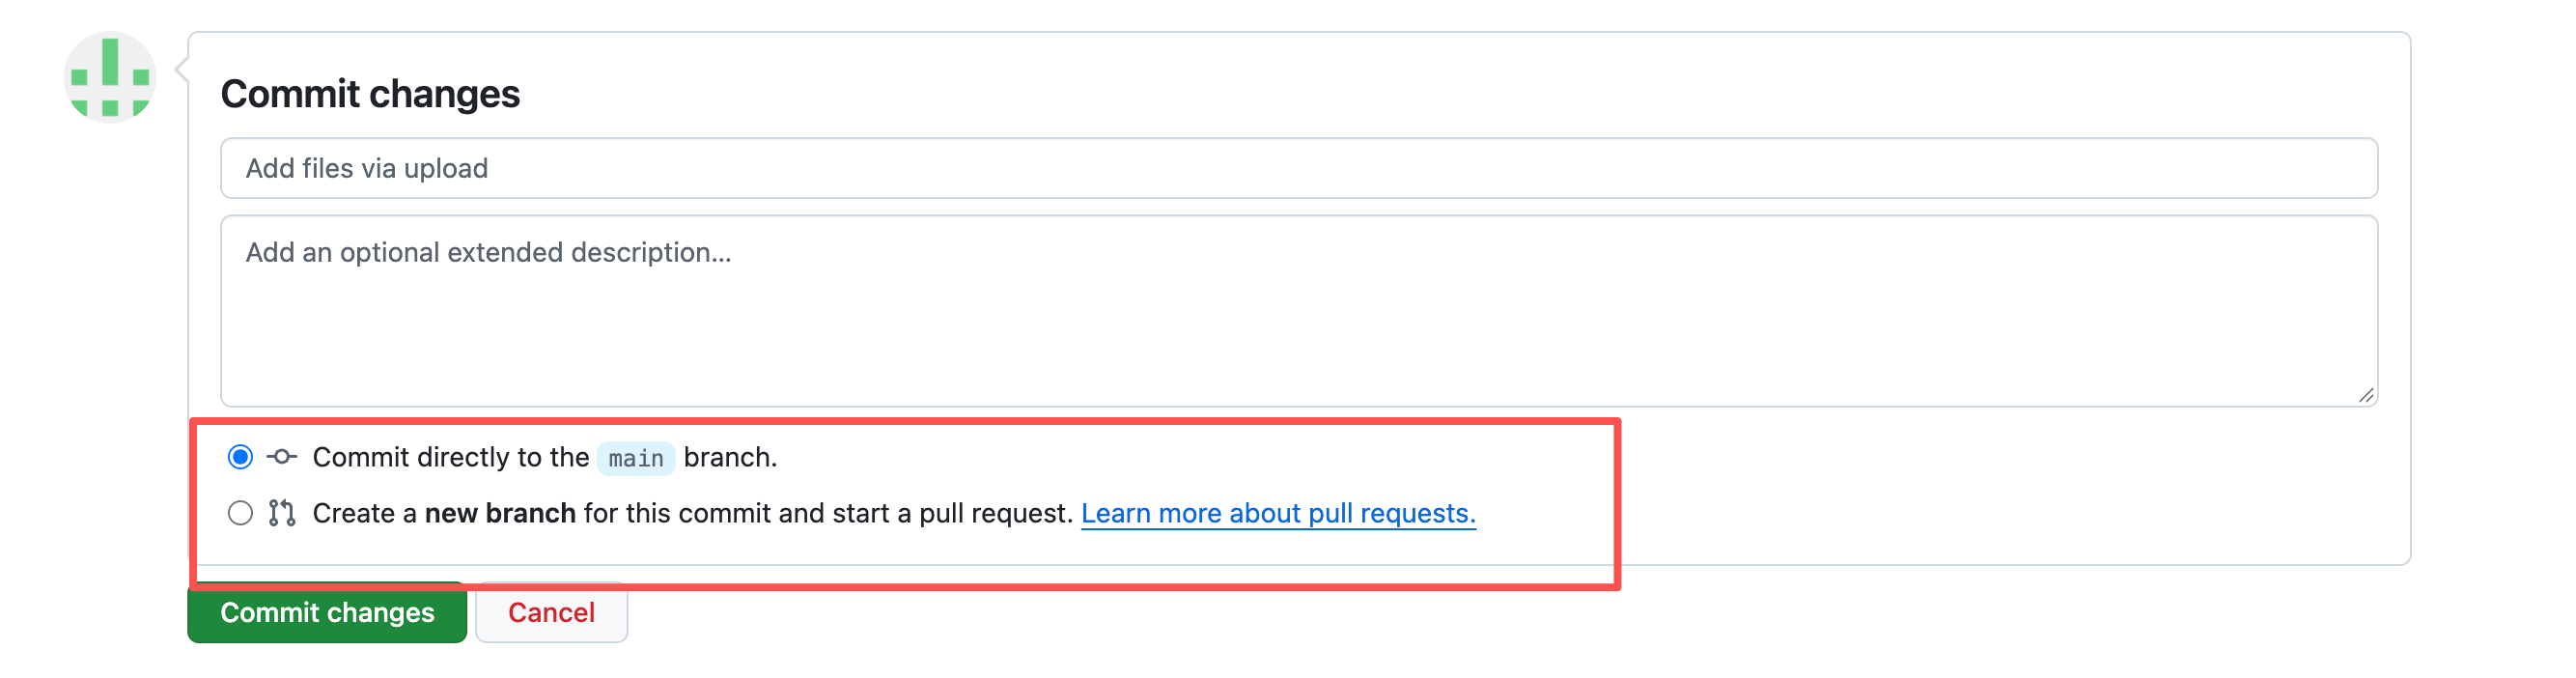 Commit changes
Add files via upload
Add an optional extended description...
Commit directly to the main branch.
Create a new branch for this commit and start a pull request. Learn more about pull requests.
Commit changes
Cancel